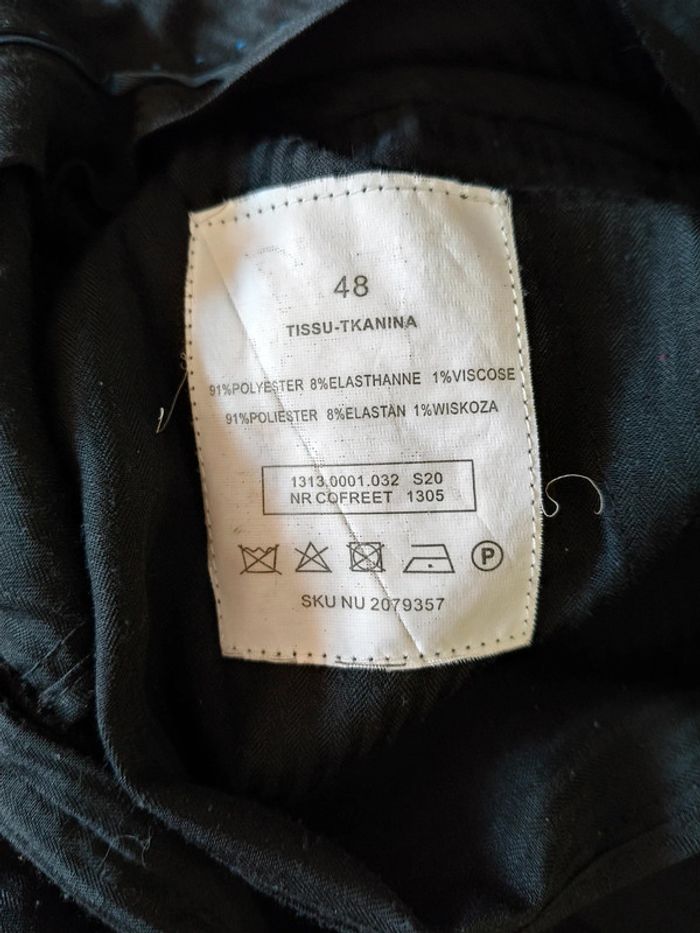 48
TISSU-TKANINA
91%POLYESTER 8%ELASTHANNE 1%VISCOSE
91%POLIESTER 8%ELASTAN 1%WISKOZA
1313.0001.032 S20
NR COFREET 1305
P
SKU NU 2079357